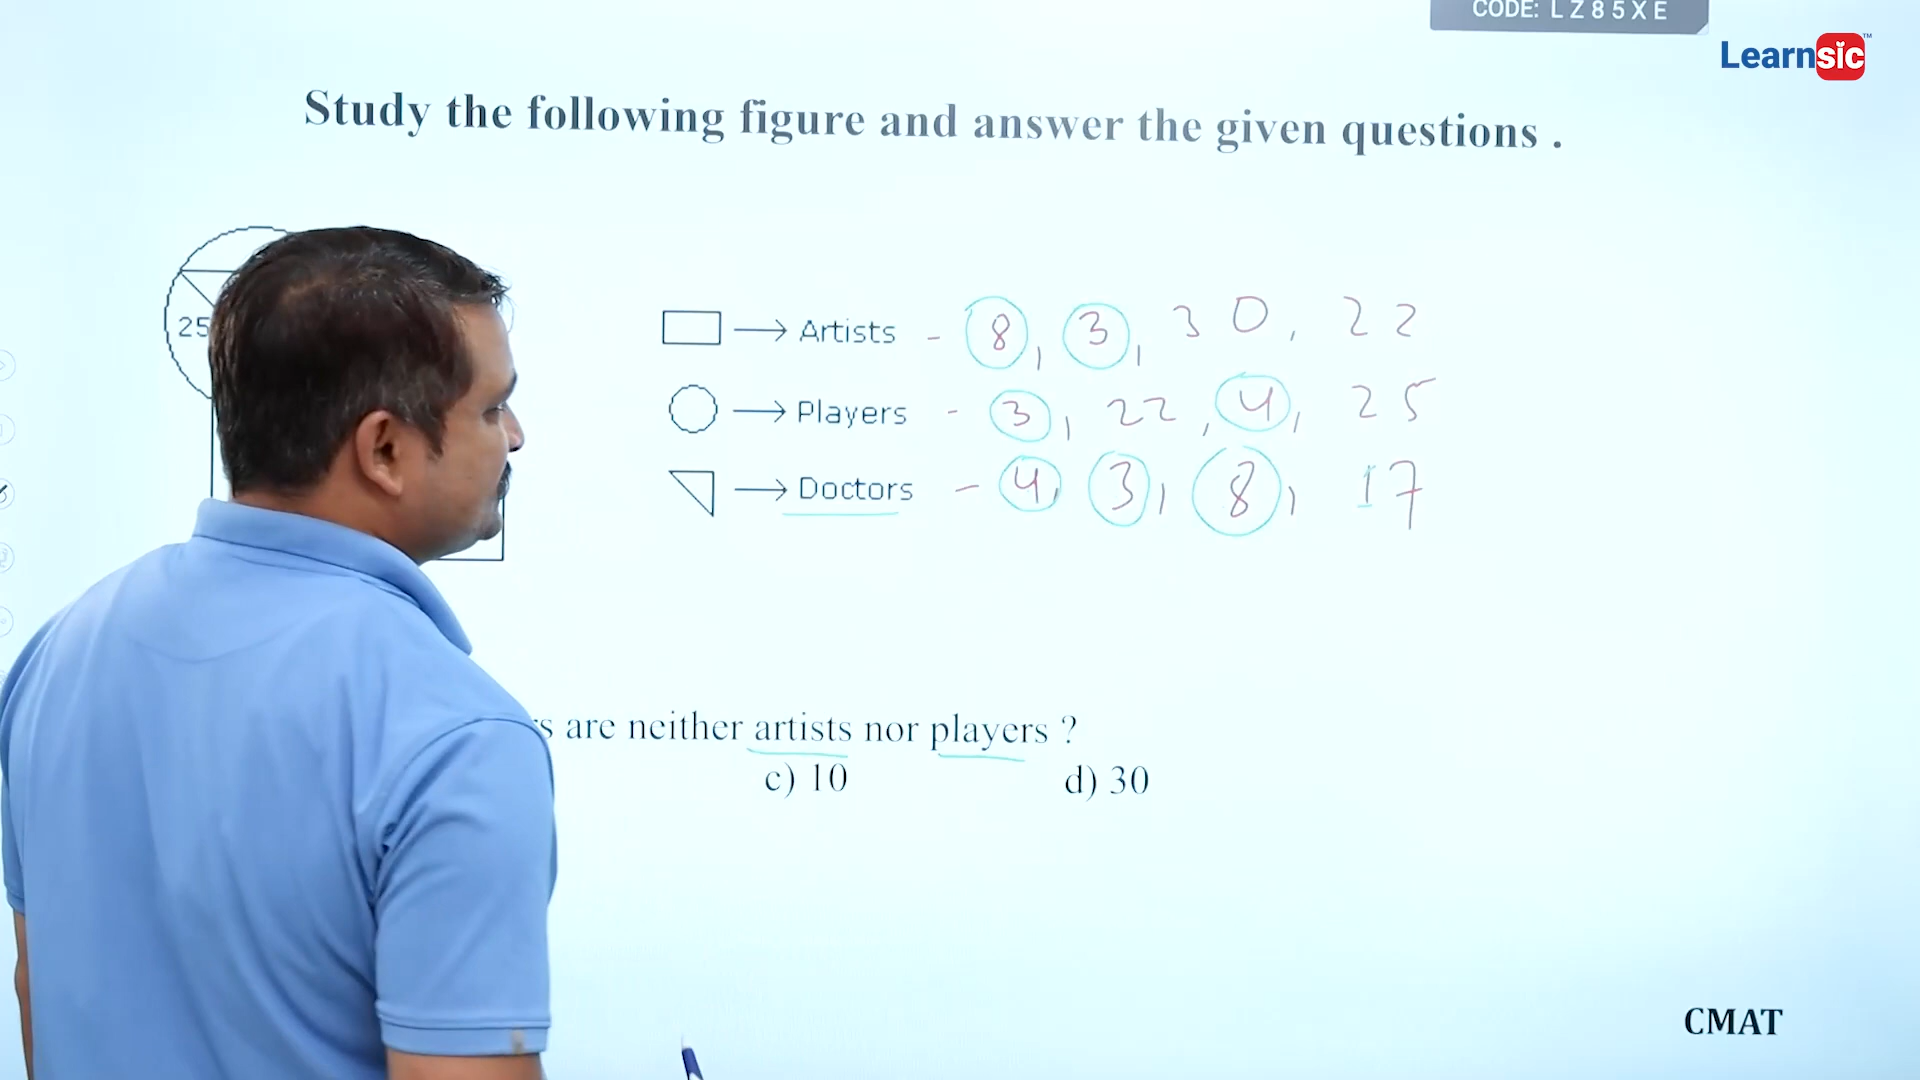 CODE: LZ85XE
Learnsic™
Study the following figure and answer the given questions .
25
Artists - 8, 3, 30, 22
Players - 3, 22, 4, 25
Doctors - 4, 3, 8, 17
are neither artists nor players ?
c) 10 d) 30
CMAT